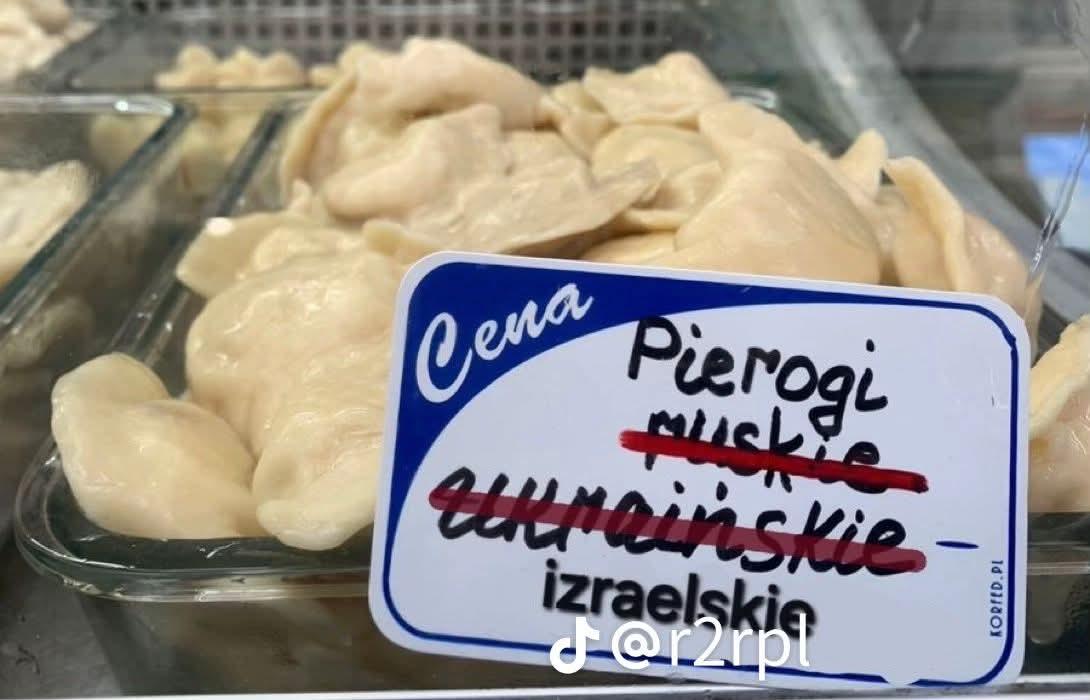 Cena
Pierogi
ruskie
ukraińskie -
izraelskie
KORFED.PL
@r2rpl